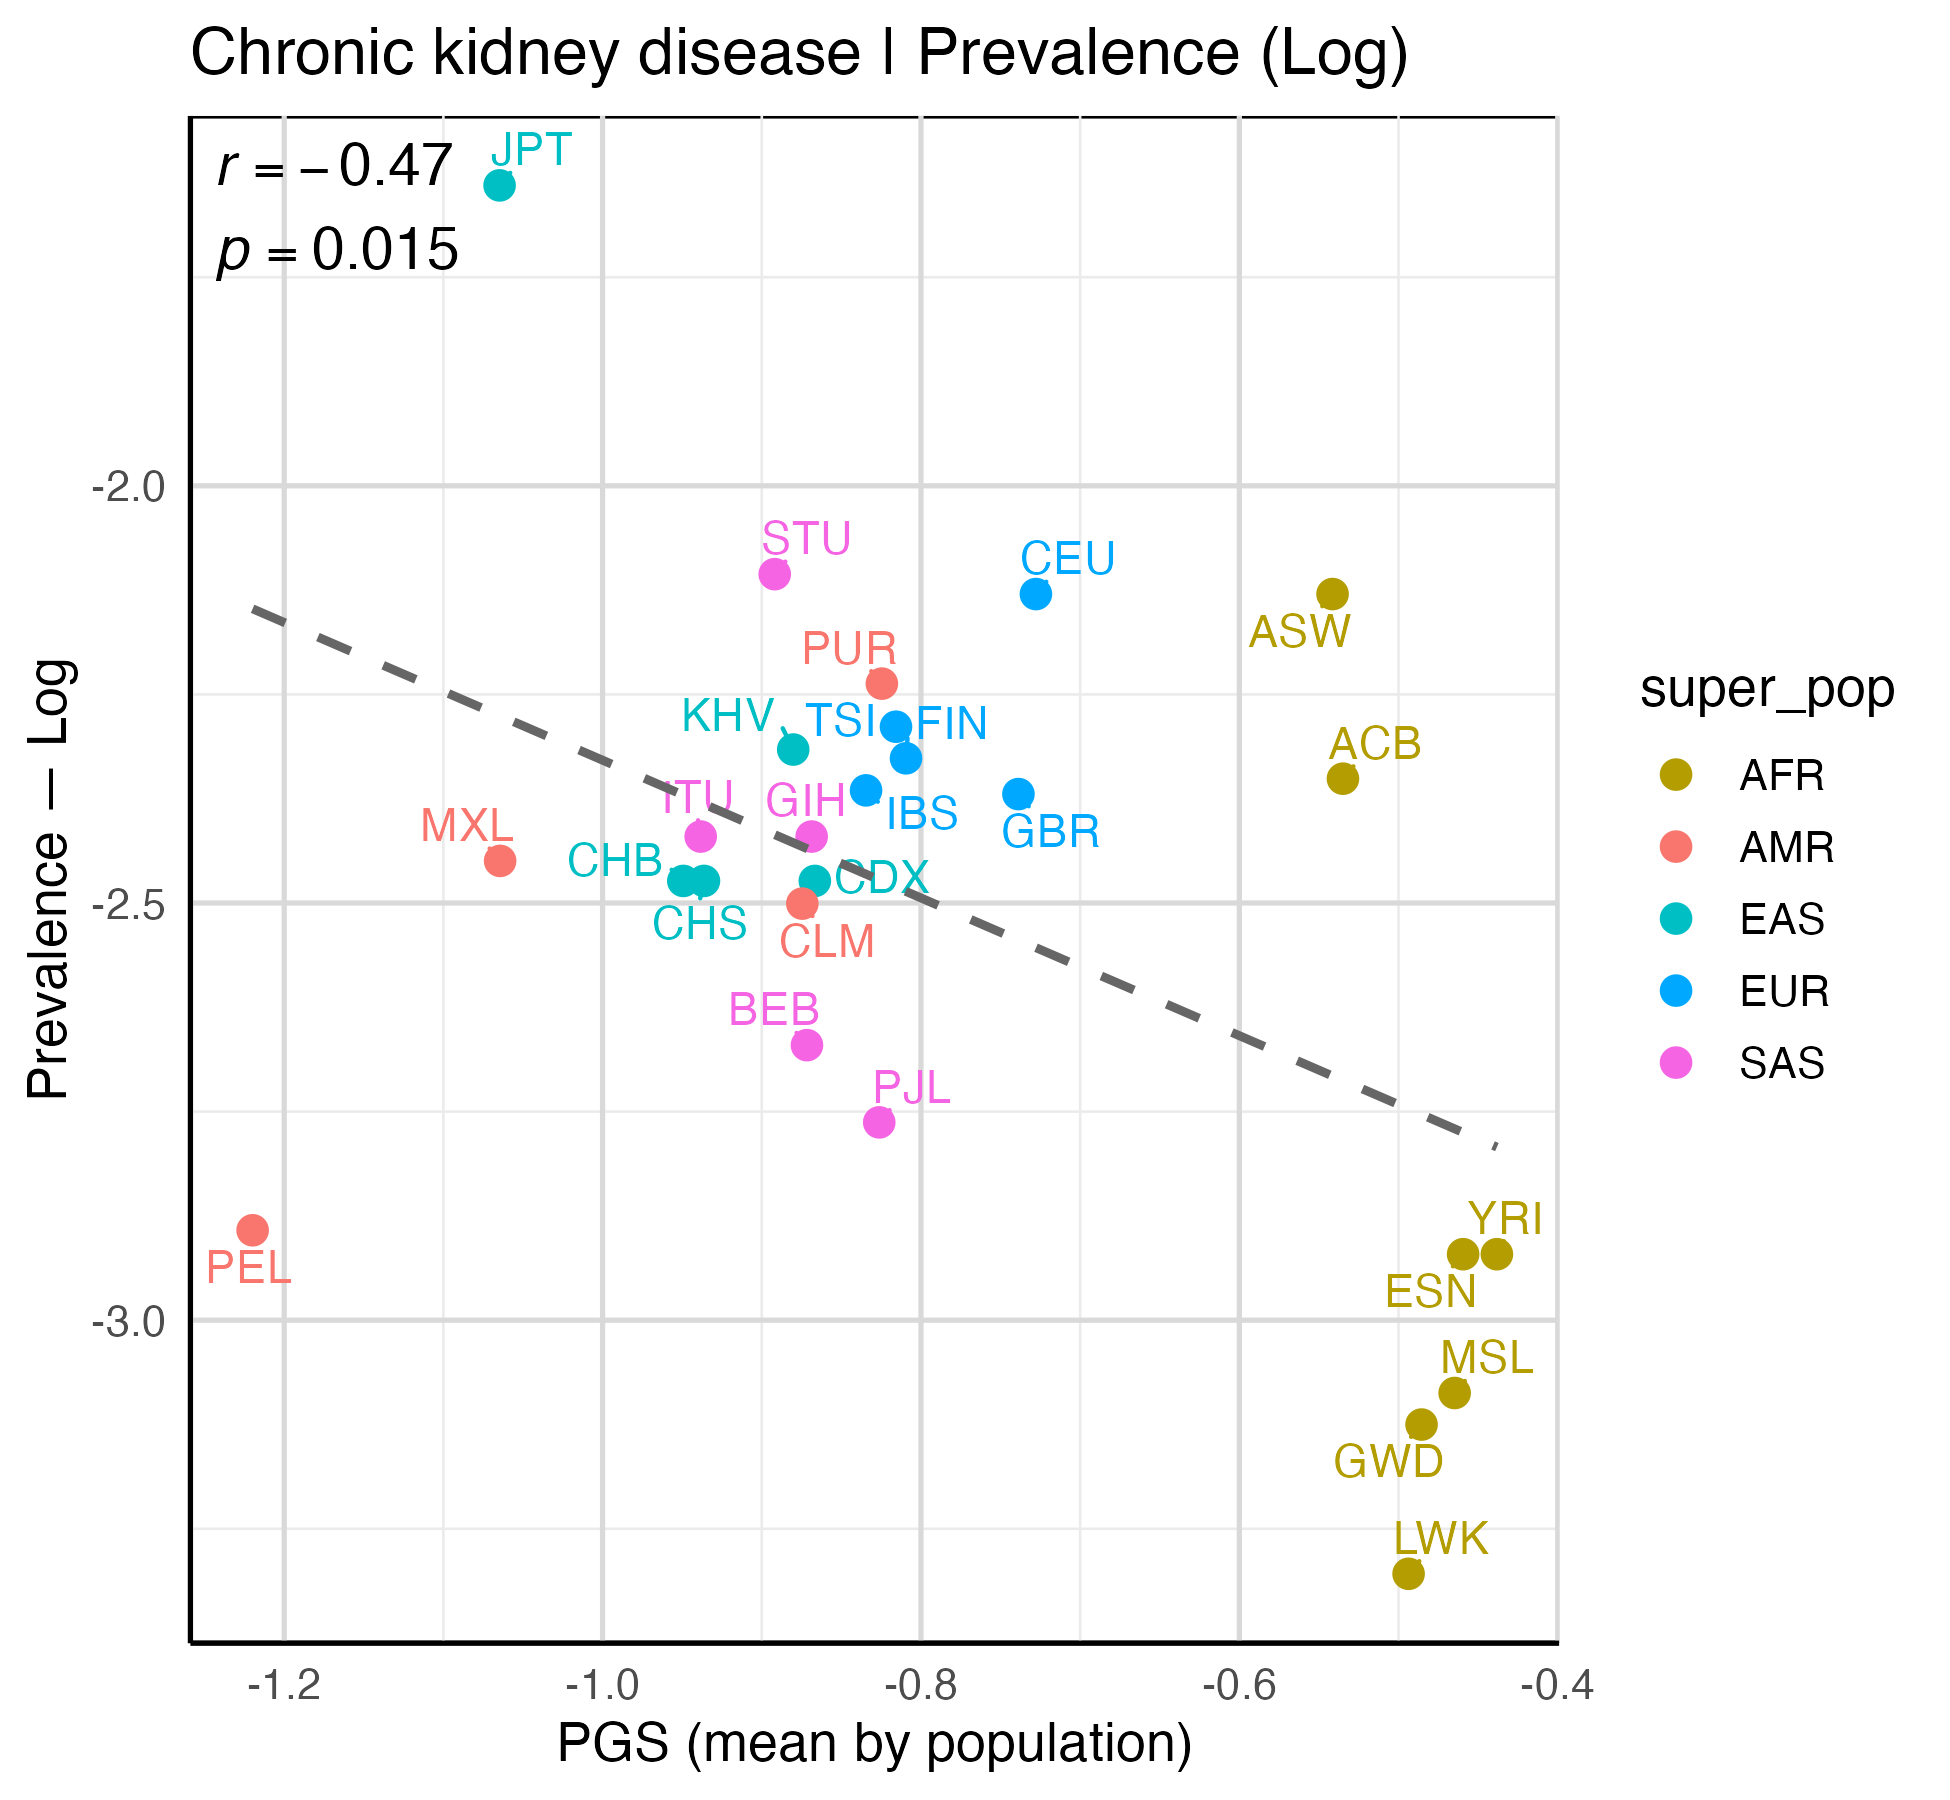 Chronic kidney disease | Prevalence (Log)
r = − 0.47
p = 0.015
JPT
STU
CEU
ASW
PUR
KHV
TSI
FIN
ACB
ITU
GIH
IBS
GBR
MXL
CHB
CDX
CHS
CLM
BEB
PJL
PEL
YRI
ESN
MSL
GWD
LWK
-2.0
-2.5
-3.0
Prevalence — Log
-1.2
-1.0
-0.8
-0.6
-0.4
PGS (mean by population)
super_pop
AFR
AMR
EAS
EUR
SAS